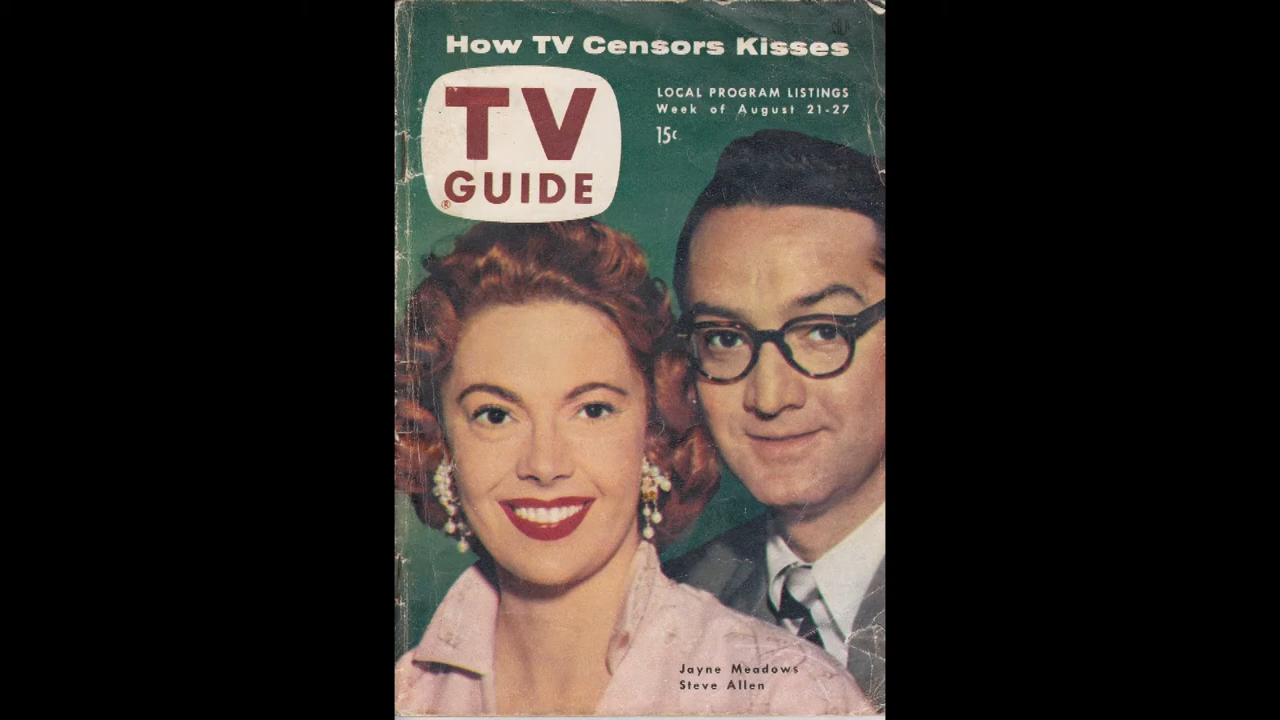 How TV Censors Kisses
TV
GUIDE
®
LOCAL PROGRAM LISTINGS
Week of August 21-27
15¢
Jayne Meadows
Steve Allen